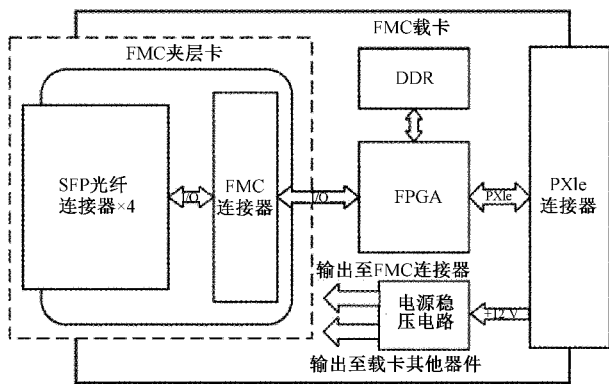 FMC载卡
FMC夹层卡
DDR
SFP光纤
连接器×4
I/O
FMC
连接器
I/O
FPGA
PXIe
PXIe
连接器
输出至FMC连接器
电源稳
压电路
+12 V
输出至载卡其他器件